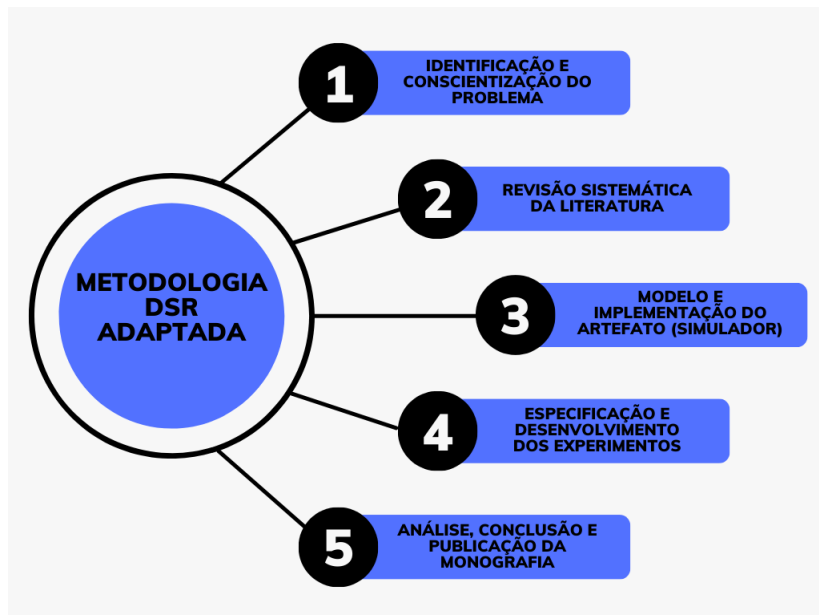 METODOLOGIA
DSR
ADAPTADA
1
IDENTIFICAÇÃO E
CONSCIENTIZAÇÃO DO
PROBLEMA
2
REVISÃO SISTEMÁTICA
DA LITERATURA
3
MODELO E
IMPLEMENTAÇÃO DO
ARTEFATO (SIMULADOR)
4
ESPECIFICAÇÃO E
DESENVOLVIMENTO
DOS EXPERIMENTOS
5
ANÁLISE, CONCLUSÃO E
PUBLICAÇÃO DA
MONOGRAFIA